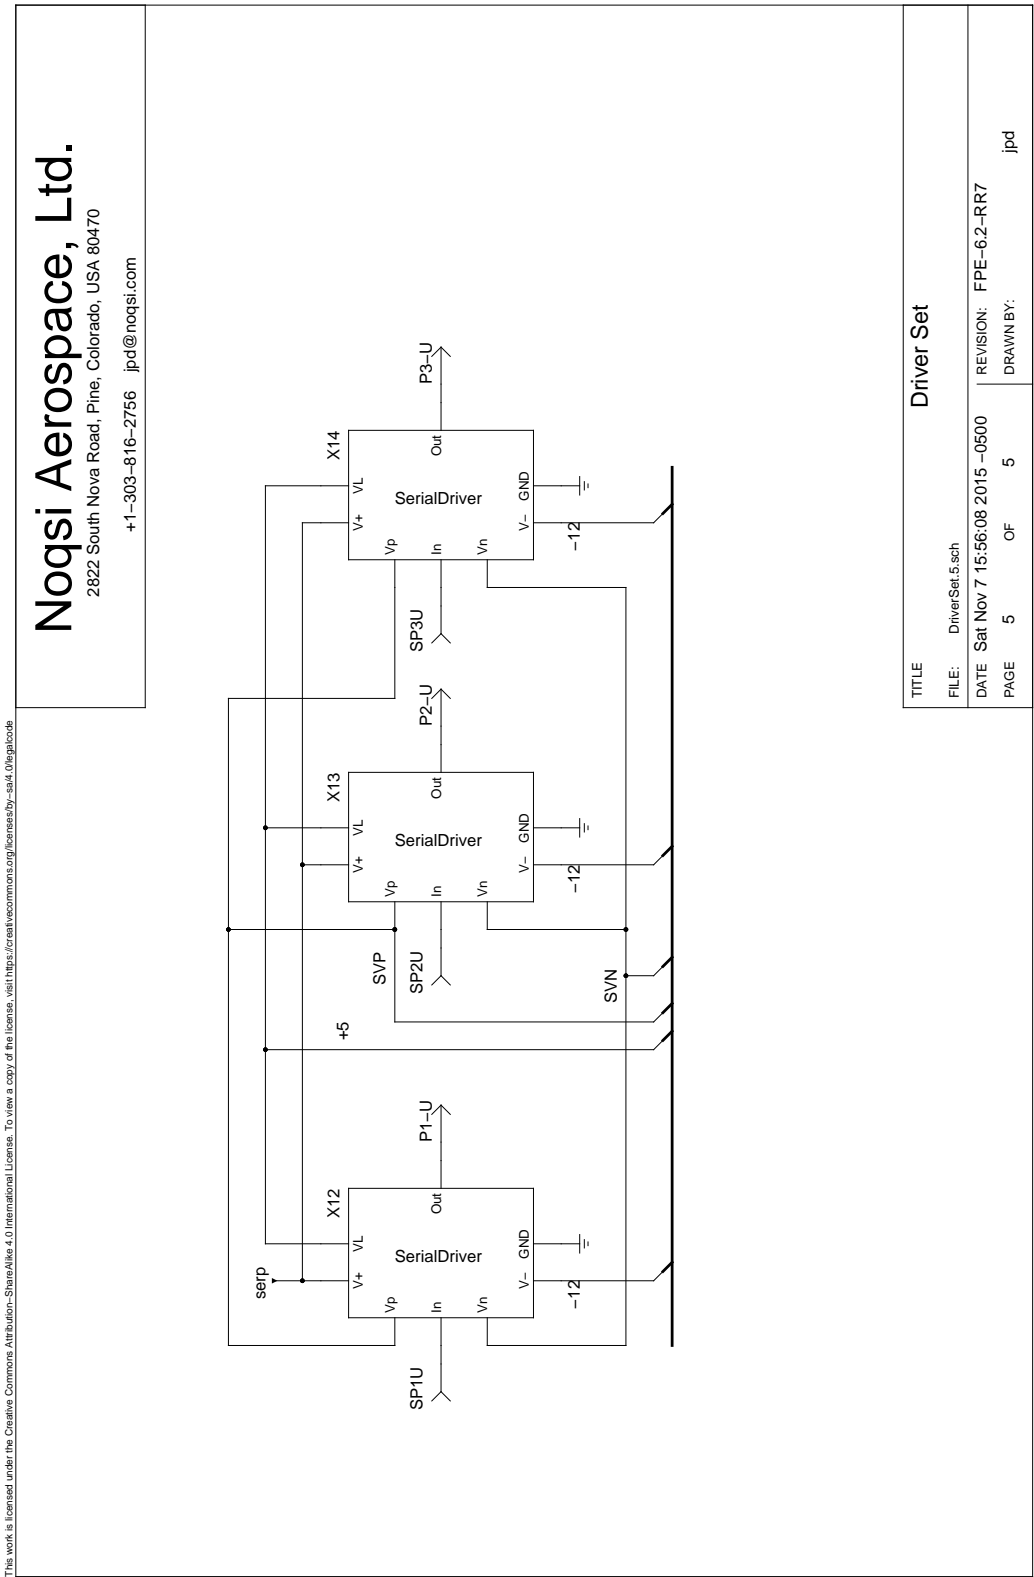 This work is licensed under the Creative Commons Attribution−ShareAlike 4.0 International License. To view a copy of the license, visit https://creativecommons.org/licenses/by−sa/4.0/legalcode
Noqsi Aerospace, Ltd.
2822 South Nova Road, Pine, Colorado, USA 80470
+1−303−816−2756 jpd@noqsi.com
serp
+5
X12
V+
VL
Vp
In
Vn
SerialDriver
Out
V−
GND
−12
SP1U
P1−U
X13
V+
VL
Vp
In
Vn
SerialDriver
Out
V−
GND
−12
SVP
SP2U
P2−U
SVN
X14
V+
VL
Vp
In
Vn
SerialDriver
Out
V−
GND
−12
SP3U
P3−U
TITLE
Driver Set
FILE: DriverSet.5.sch
DATE Sat Nov 7 15:56:08 2015 −0500
REVISION: FPE−6.2−RR7
PAGE 5 OF 5
DRAWN BY: jpd